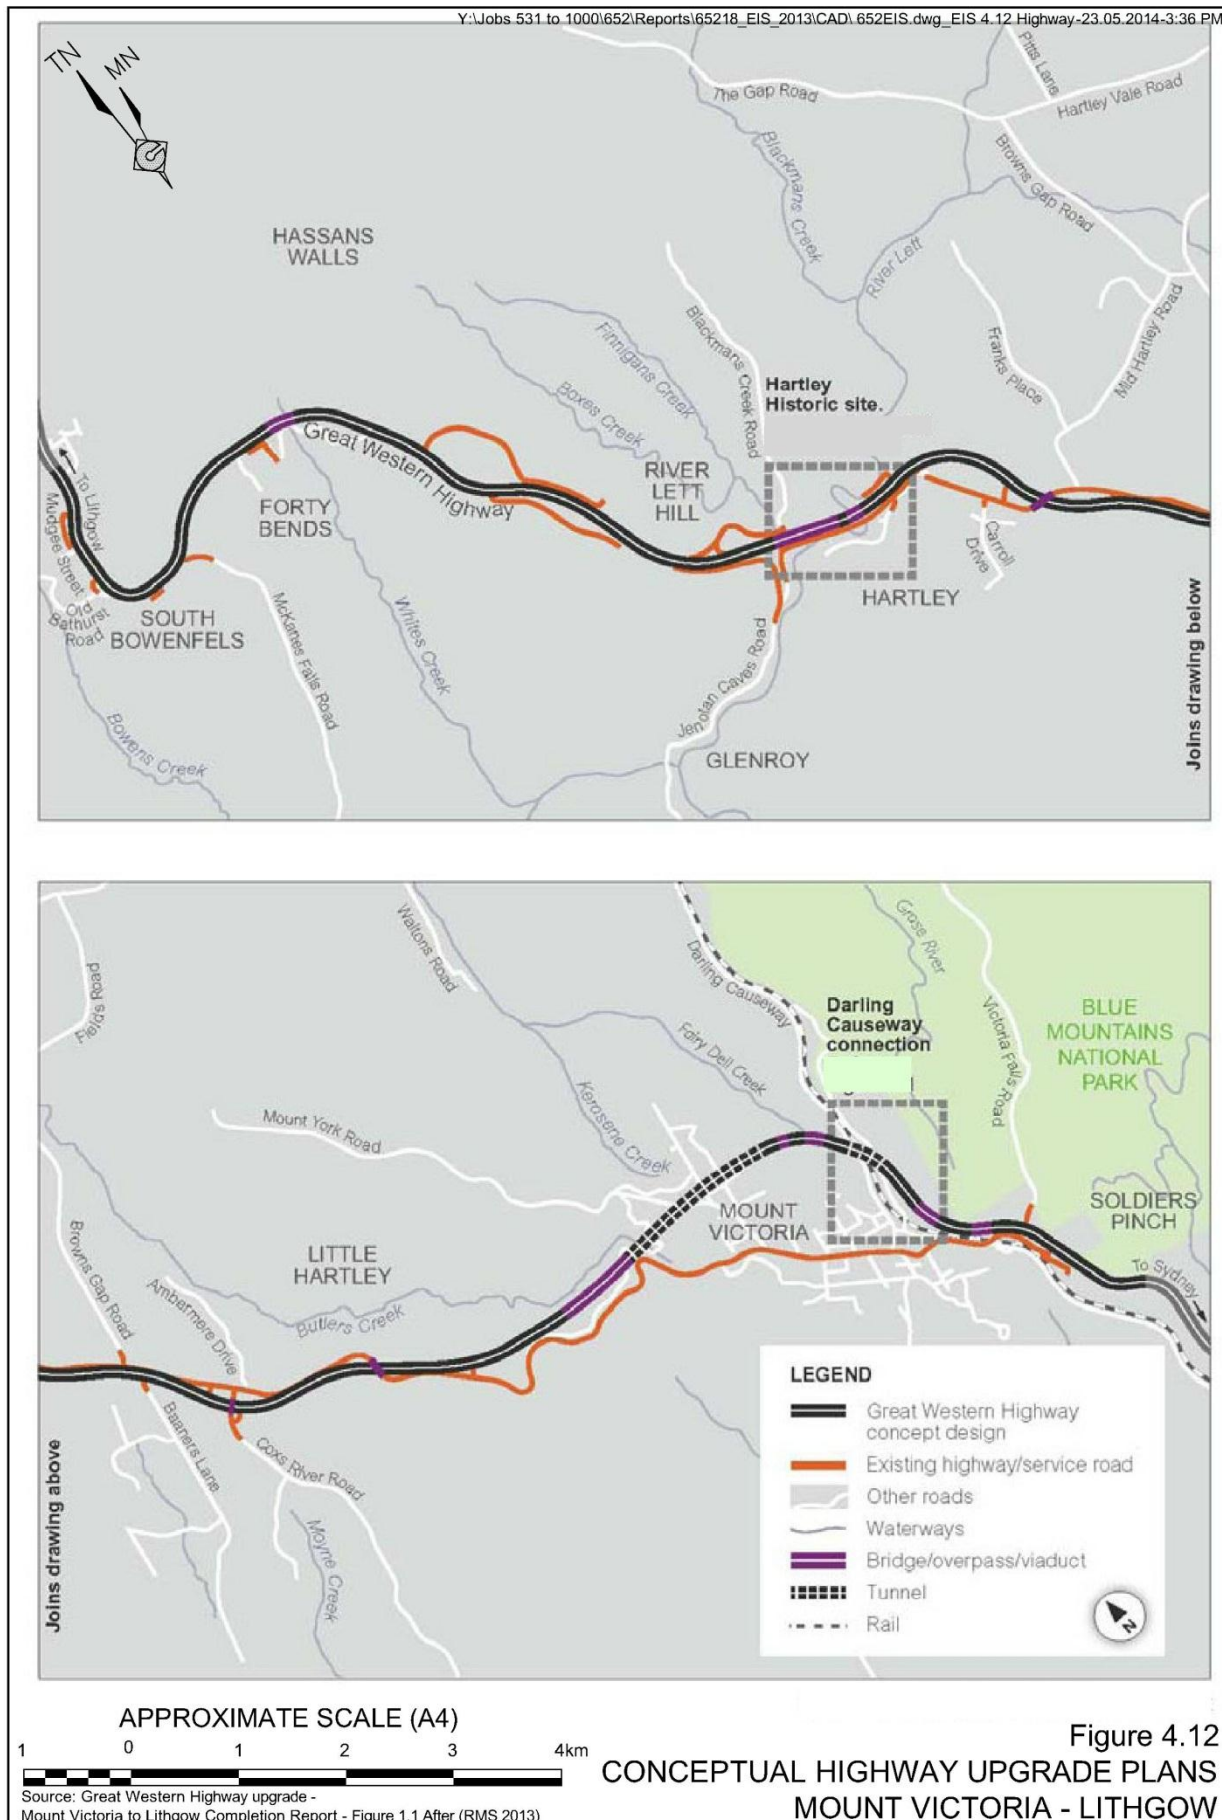 Y:\Jobs 531 to 1000\652\Reports\65218_EIS_2013\CAD\ 652EIS.dwg_EIS 4.12 Highway-23.05.2014-3:36 PM
TN
MN
Pitts Lane
The Gap Road
Hartley Vale Road
Browns Gap Road
Blackmans Creek
HASSANS
WALLS
River Lett
Mid Hartley Road
Franks Place
Finnigans Creek
Blackmans Creek Road
Boxes Creek
Hartley
Historic site.
Great Western Highway
RIVER
LETT
HILL
FORTY
BENDS
To Lithgow
Mudgee Street
Old
Bathurst
Road
SOUTH
BOWENFELS
McKanes Falls Road
Whites Creek
Carroll
Drive
HARTLEY
Bowens Creek
Jenolan Caves Road
GLENROY
Joins drawing below
Waltons Road
Fields Road
Darling Causeway
Grose River
Darling
Causeway
connection
Victoria Falls Road
BLUE
MOUNTAINS
NATIONAL
PARK
Fairy Dell Creek
Kerosene Creek
Mount York Road
MOUNT
VICTORIA
SOLDIERS
PINCH
To Sydney
LITTLE
HARTLEY
Browns Gap Road
Ambermere Drive
Butlers Creek
Baaners Lane
Coxs River Road
Moyne Creek
Joins drawing above
LEGEND
Great Western Highway
concept design
Existing highway/service road
Other roads
Waterways
Bridge/overpass/viaduct
Tunnel
Rail
N
APPROXIMATE SCALE (A4)
1 0 1 2 3 4km
Source: Great Western Highway upgrade -
Mount Victoria to Lithgow Completion Report - Figure 1.1 After (RMS 2013)
Figure 4.12
CONCEPTUAL HIGHWAY UPGRADE PLANS
MOUNT VICTORIA - LITHGOW